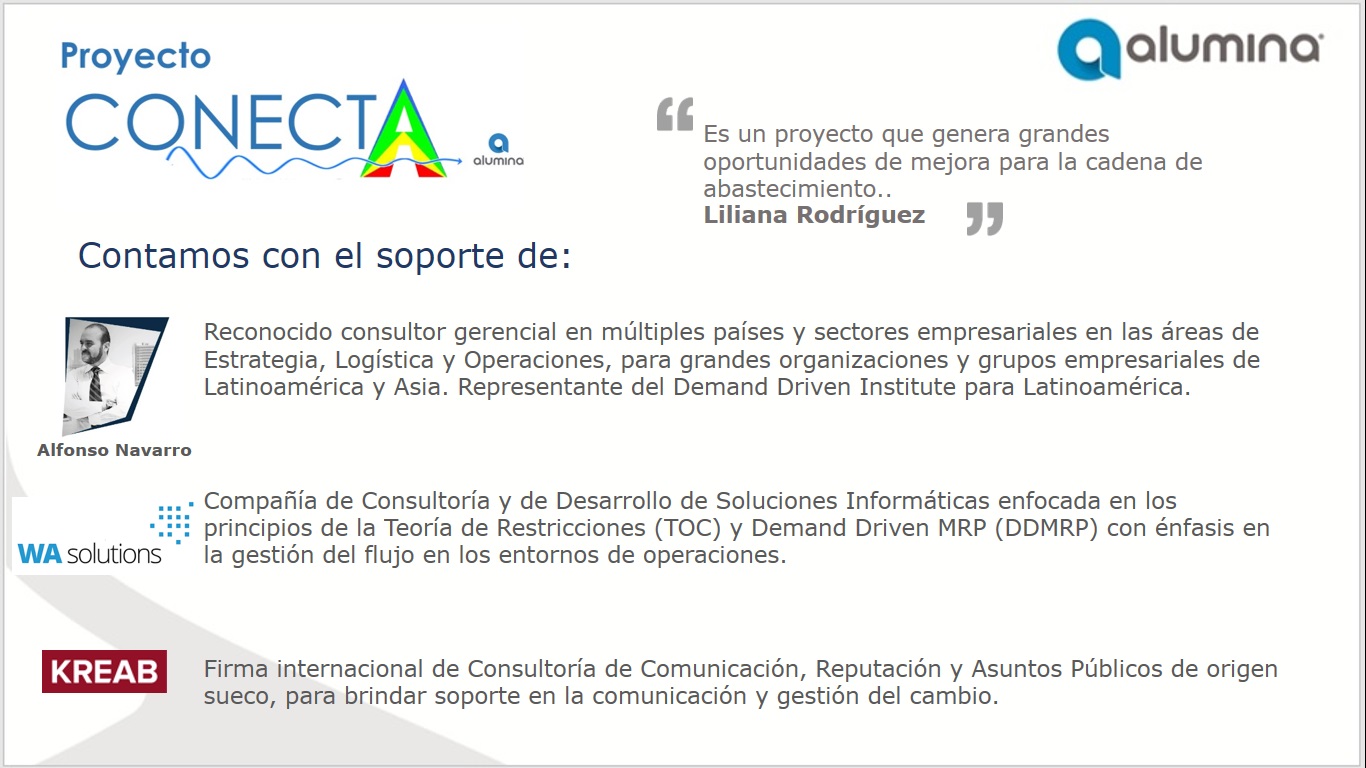 Proyecto
CONECTA
alumina
alumina
“
Es un proyecto que genera grandes
oportunidades de mejora para la cadena de
abastecimiento..
Liliana Rodríguez
”
Contamos con el soporte de:
Reconocido consultor gerencial en múltiples países y sectores empresariales en las áreas de
Estrategia, Logística y Operaciones, para grandes organizaciones y grupos empresariales de
Latinoamérica y Asia. Representante del Demand Driven Institute para Latinoamérica.
Alfonso Navarro
Compañía de Consultoría y de Desarrollo de Soluciones Informáticas enfocada en los
principios de la Teoría de Restricciones (TOC) y Demand Driven MRP (DDMRP) con énfasis en
la gestión del flujo en los entornos de operaciones.
WA solutions
KREAB
Firma internacional de Consultoría de Comunicación, Reputación y Asuntos Públicos de origen
sueco, para brindar soporte en la comunicación y gestión del cambio.